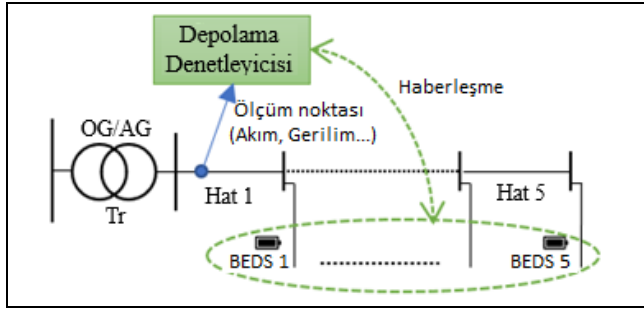 Depolama
Denetleyicisi
Haberleşme
Ölçüm noktası
(Akım, Gerilim...)
OG/AG
Tr
Hat 1
Hat 5
BEDS 1
BEDS 5